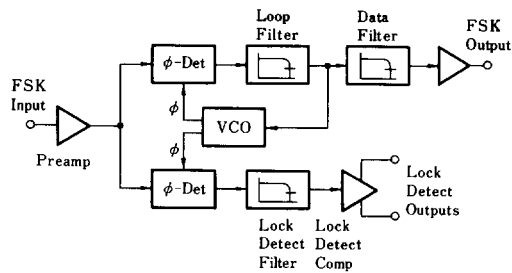 Loop
Filter
Data
Filter
FSK
Output
FSK
Input
Preamp
φ-Det
φ
VCO
φ
φ-Det
Lock
Detect
Filter
Lock
Detect
Comp
Lock
Detect
Outputs